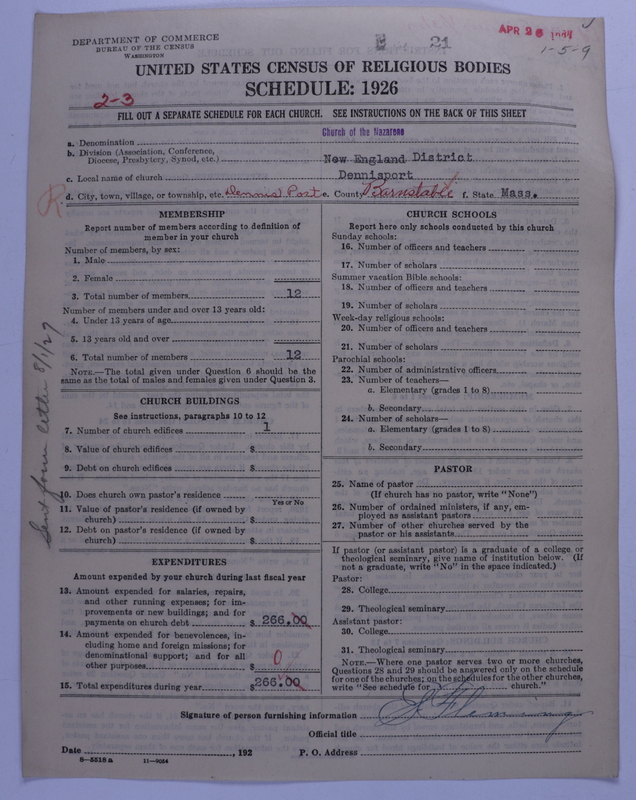 DEPARTMENT OF COMMERCE
BUREAU OF THE CENSUS
WASHINGTON
21
APR 26
1-5-9
UNITED STATES CENSUS OF RELIGIOUS BODIES
SCHEDULE: 1926
2-3
FILL OUT A SEPARATE SCHEDULE FOR EACH CHURCH. SEE INSTRUCTIONS ON THE BACK OF THIS SHEET
a. Denomination Church of the Nazarene
b. Division (Association, Conference,
Diocese, Presbytery, Synod, etc.) New England District
c. Local name of church Dennisport
d. City, town, village, or township, etc. Dennis Port e. County Barnstable f. State Mass.
R
MEMBERSHIP
Report number of members according to definition of
member in your church
Number of members, by sex:
1. Male
2. Female
3. Total number of members 12
Number of members under and over 13 years old:
4. Under 13 years of age
5. 13 years old and over
6. Total number of members 12
NOTE.—The total given under Question 6 should be the
same as the total of males and females given under Question 3.
CHURCH BUILDINGS
See instructions, paragraphs 10 to 12
7. Number of church edifices 1
8. Value of church edifices $
9. Debt on church edifices $
10. Does church own pastor's residence
Yes or No
11. Value of pastor's residence (if owned by
church) $
12. Debt on pastor's residence (if owned by
church) $
EXPENDITURES
Amount expended by your church during last fiscal year
13. Amount expended for salaries, repairs,
and other running expenses; for im-
provements or new buildings; and for
payments on church debt $ 266.00
14. Amount expended for benevolences, in-
cluding home and foreign missions; for
denominational support; and for all
other purposes $ 0
15. Total expenditures during year $ 266.00
Sent form letter 8/1/27
CHURCH SCHOOLS
Report here only schools conducted by this church
Sunday schools:
16. Number of officers and teachers
17. Number of scholars
Summer vacation Bible schools:
18. Number of officers and teachers
19. Number of scholars
Week-day religious schools:
20. Number of officers and teachers
21. Number of scholars
Parochial schools:
22. Number of administrative officers
23. Number of teachers—
a. Elementary (grades 1 to 8)
b. Secondary
24. Number of scholars—
a. Elementary (grades 1 to 8)
b. Secondary
PASTOR
25. Name of pastor
(If church has no pastor, write "None")
26. Number of ordained ministers, if any, em-
ployed as assistant pastors
27. Number of other churches served by the
pastor or his assistants
If pastor (or assistant pastor) is a graduate of a college or
theological seminary, give name of institution below. (If
not a graduate, write "No" in the space indicated.)
Pastor:
28. College
29. Theological seminary
Assistant pastor:
30. College
31. Theological seminary
NOTE.—Where one pastor serves two or more churches,
Questions 28 and 29 should be answered only on the schedule
for one of the churches; on the schedules for the other churches,
write "See schedule for church."
Signature of person furnishing information Fleming
Official title
Date , 192 P. O. Address
8—5518 a 11—9054